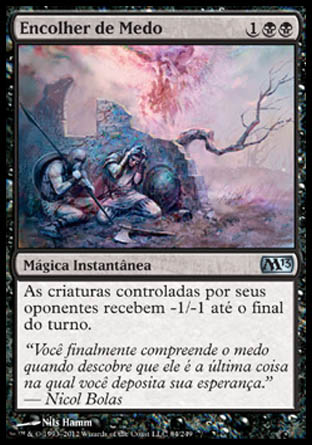 Encolher de Medo 1
Mágica Instantânea M13
As criaturas controladas por seus
oponentes recebem -1/-1 até o final
do turno.
“Você finalmente compreende o medo
quando descobre que ele é a última coisa
na qual você deposita sua esperança.”
— Nicol Bolas
Nils Hamm
™ & © 1993–2012 Wizards of the Coast LLC 84/249